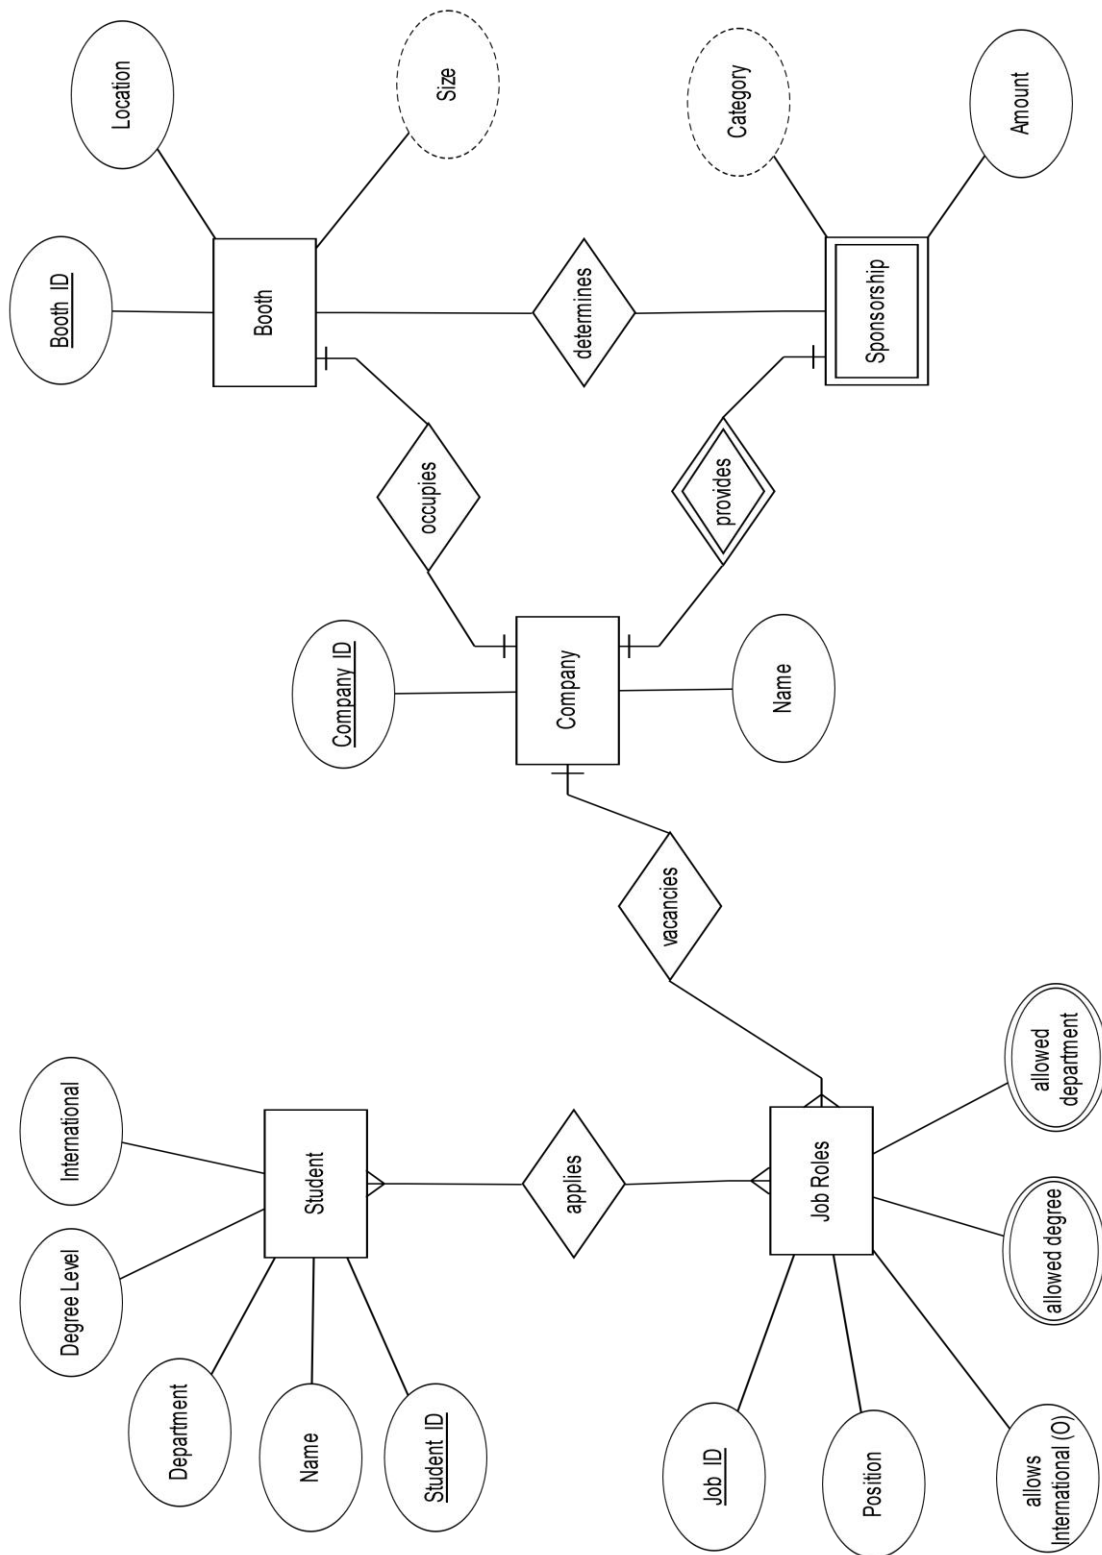 International
Degree Level
Department
Name
Student ID
Student
applies
Job ID
Position
allows
International (O)
allowed degree
allowed
department
Job Roles
vacancies
Company ID
Company
Name
occupies
provides
Booth ID
Location
Size
Booth
determines
Category
Amount
Sponsorship